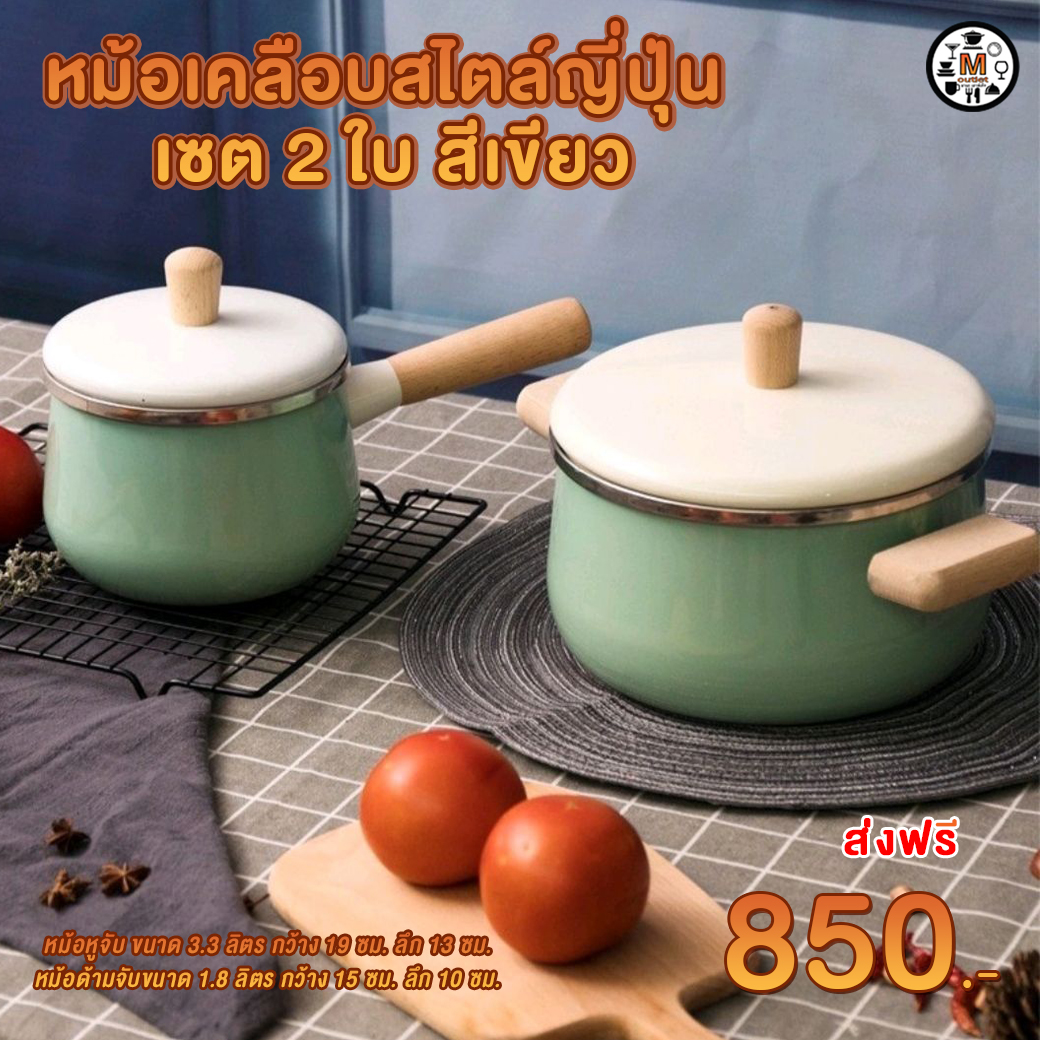 หม้อเคลือบสไตล์ญี่ปุ่น
เซต 2 ใบ สีเขียว
M
outlet
ส่งฟรี
850.-
หม้อหูจับ ขนาด 3.3 ลิตร กว้าง 19 ซม. ลึก 13 ซม.
หม้อด้ามจับขนาด 1.8 ลิตร กว้าง 15 ซม. ลึก 10 ซม.